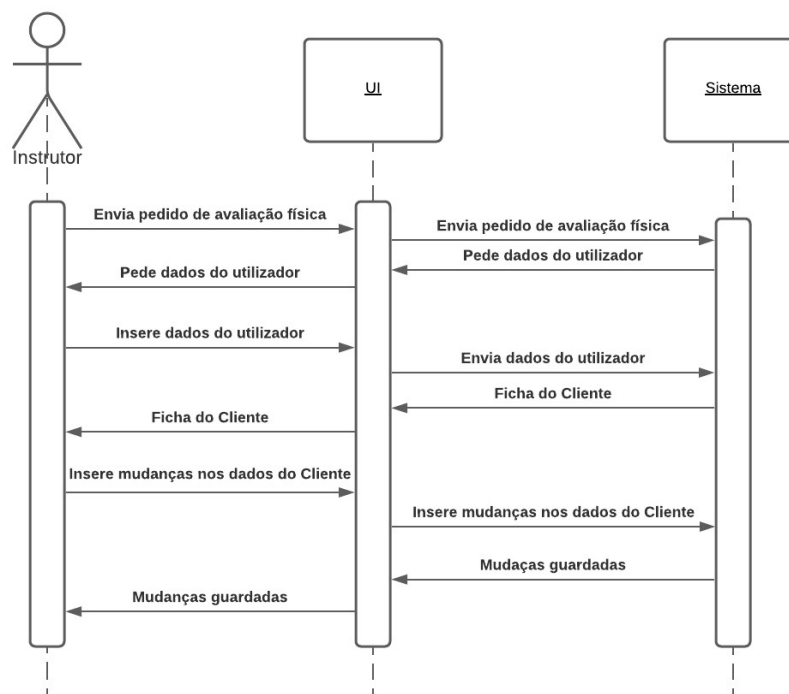 UI
Sistema
Instrutor
Envia pedido de avaliação física
Envia pedido de avaliação física
Pede dados do utilizador
Pede dados do utilizador
Insere dados do utilizador
Envia dados do utilizador
Ficha do Cliente
Ficha do Cliente
Insere mudanças nos dados do Cliente
Insere mudanças nos dados do Cliente
Mudaças guardadas
Mudanças guardadas